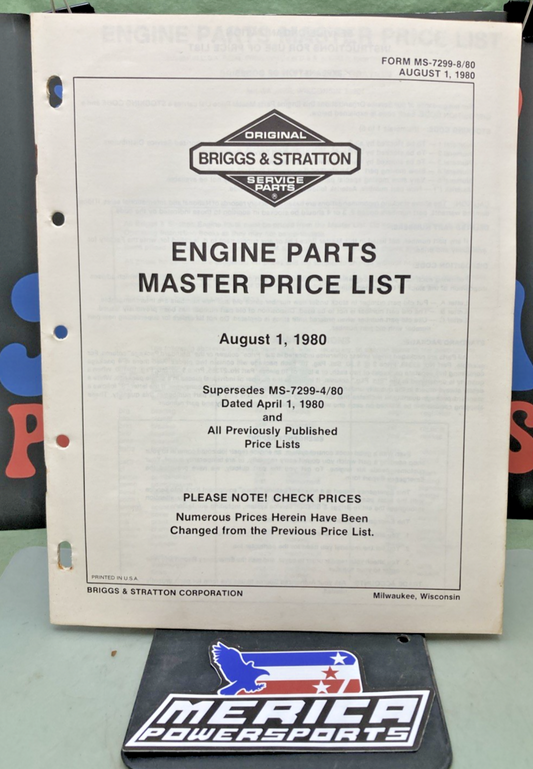 FORM MS-7299-8/80
AUGUST 1, 1980
ORIGINAL
BRIGGS & STRATTON
SERVICE
PARTS
®
ENGINE PARTS
MASTER PRICE LIST
August 1, 1980
Supersedes MS-7299-4/80
Dated April 1, 1980
and
All Previously Published
Price Lists
PLEASE NOTE! CHECK PRICES
Numerous Prices Herein Have Been
Changed from the Previous Price List.
PRINTED IN U.S.A.
BRIGGS & STRATTON CORPORATION
Milwaukee, Wisconsin
MERICA
POWERSPORTS